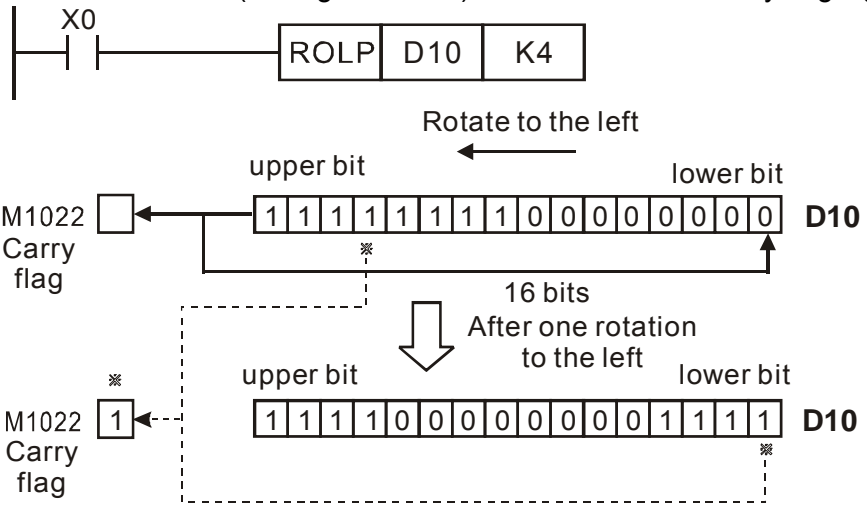 X0
ROLP D10 K4
Rotate to the left
upper bit lower bit
M1022 1 1 1 1 1 1 1 1 0 0 0 0 0 0 0 0 D10
Carry
flag
※
16 bits
After one rotation
to the left
※ upper bit lower bit
M1022 1 1 1 1 1 0 0 0 0 0 0 0 0 1 1 1 1 D10
Carry
flag
※